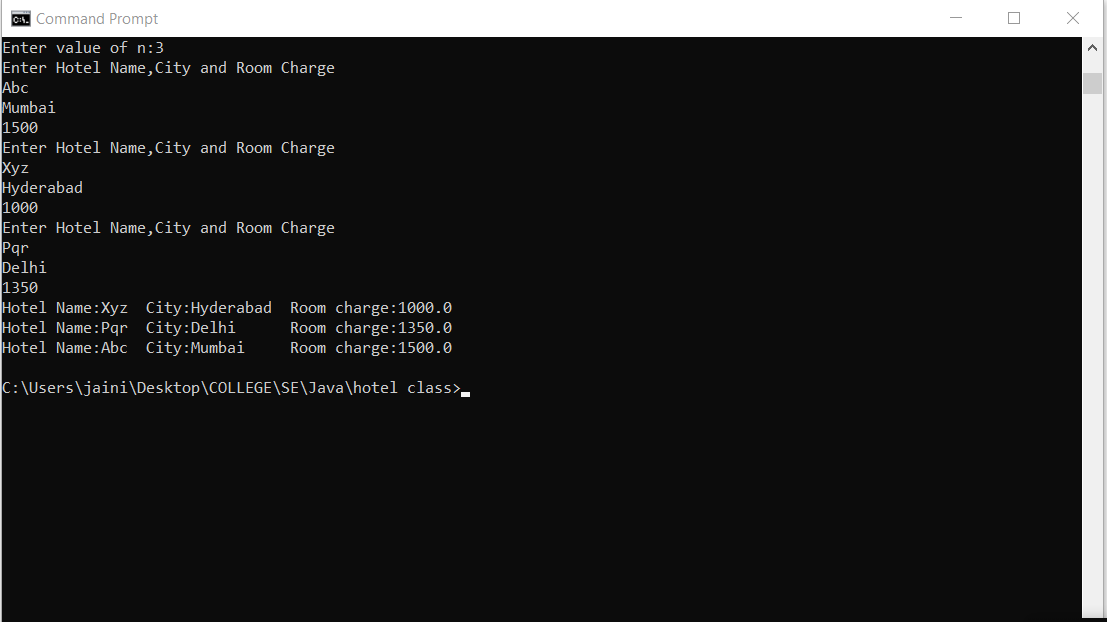 Command Prompt
Enter value of n:3
Enter Hotel Name,City and Room Charge
Abc
Mumbai
1500
Enter Hotel Name,City and Room Charge
Xyz
Hyderabad
1000
Enter Hotel Name,City and Room Charge
Pqr
Delhi
1350
Hotel Name:Xyz  City:Hyderabad  Room charge:1000.0
Hotel Name:Pqr  City:Delhi      Room charge:1350.0
Hotel Name:Abc  City:Mumbai     Room charge:1500.0
C:\Users\jaini\Desktop\COLLEGE\SE\Java\hotel class>